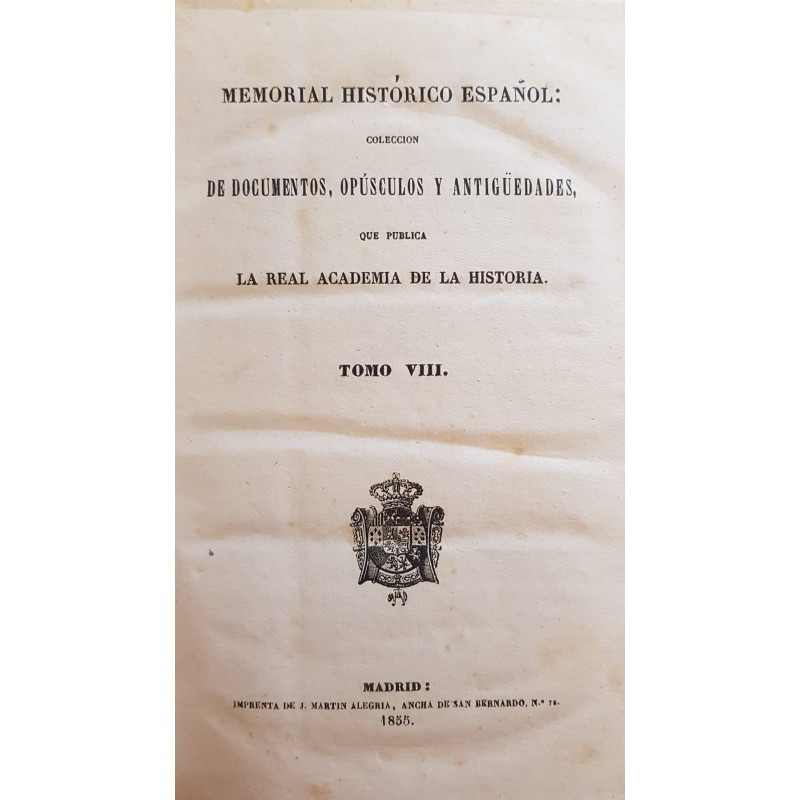 MEMORIAL HISTÓRICO ESPAÑOL:
COLECCION
DE DOCUMENTOS, OPÚSCULOS Y ANTIGÜEDADES,
QUE PUBLICA
LA REAL ACADEMIA DE LA HISTORIA.
TOMO VIII.
MADRID:
IMPRENTA DE J. MARTIN ALEGRIA, ANCHA DE SAN BERNARDO, N.º
1855.